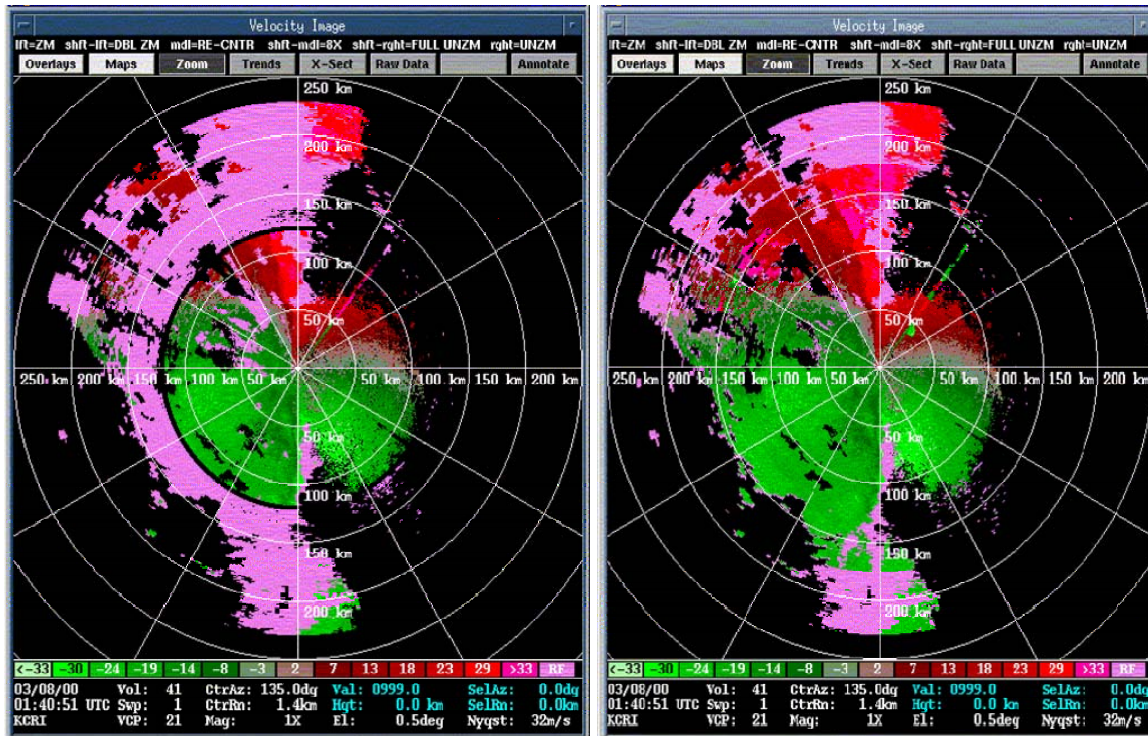 Velocity Image
lft=ZM shft-lft=DBL ZM mdl=RE-CNTR shft-mdl=8X shft-rght=FULL UNZM rght=UNZM
Overlays Maps Zoom Trends X-Sect Raw Data Annotate
250 km
200 km
150 km
100 km
50 km
250 km 200 km 150 km 100 km 50 km 50 km 100 km 150 km 200 km
50 km
100 km
150 km
200 km
<-33 -30 -24 -19 -14 -8 -3 2 7 13 18 23 29 >33 RF
03/08/00 Vol: 41 CtrAz: 135.0dg Val: 0999.0 SelAz: 0.0dg
01:40:51 UTC Swp: 1 CtrRn: 1.4km Hgt: 0.0 km SelRn: 0.0km
KCRI VCP: 21 Mag: 1X El: 0.5deg Nyqst: 32m/s
Velocity Image
lft=ZM shft-lft=DBL ZM mdl=RE-CNTR shft-mdl=8X shft-rght=FULL UNZM rght=UNZM
Overlays Maps Zoom Trends X-Sect Raw Data Annotate
250 km
200 km
150 km
100 km
50 km
250 km 200 km 150 km 100 km 50 km 50 km 100 km 150 km 200 km
50 km
100 km
150 km
200 km
<-33 -30 -24 -19 -14 -8 -3 2 7 13 18 23 29 >33 RF
03/08/00 Vol: 41 CtrAz: 135.0dg Val: 0999.0 SelAz: 0.0dg
01:40:51 UTC Swp: 1 CtrRn: 1.4km Hgt: 0.0 km SelRn: 0.0km
KCRI VCP: 21 Mag: 1X El: 0.5deg Nyqst: 32m/s